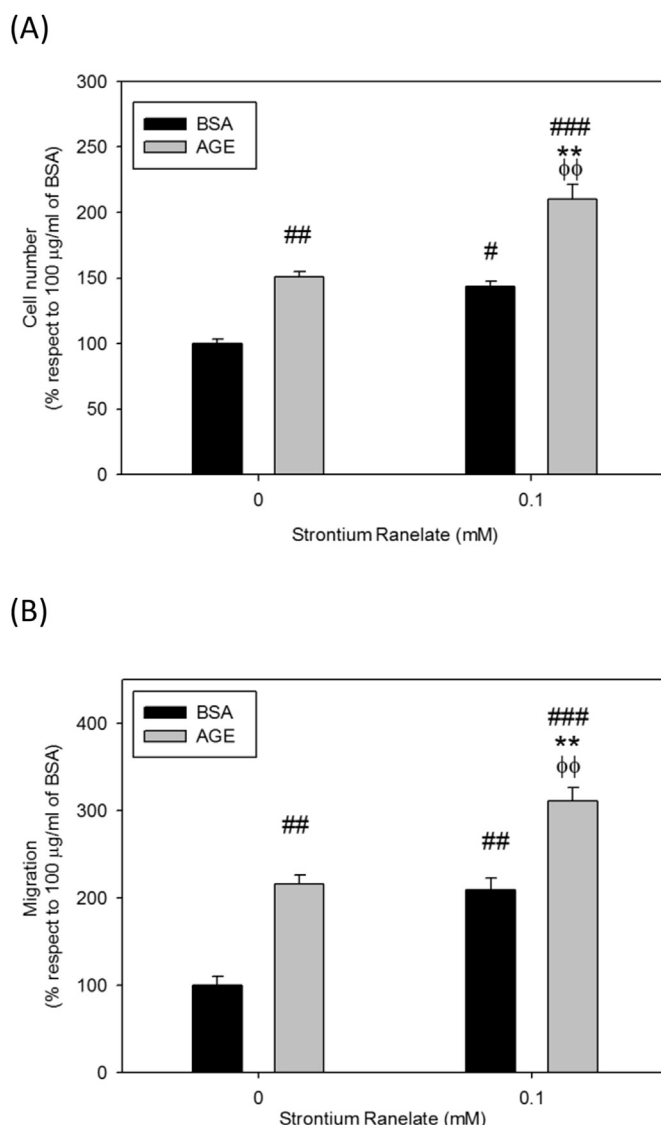 (A)
300
250
200
150
100
50
0
Cell number
(% respect to 100 μg/ml of BSA)
BSA
AGE
##
#
###
**
ϕϕ
0
0.1
Strontium Ranelate (mM)
(B)
400
300
200
100
0
Migration
(% respect to 100 μg/ml of BSA)
BSA
AGE
##
##
###
**
ϕϕ
0
0.1
Strontium Ranelate (mM)